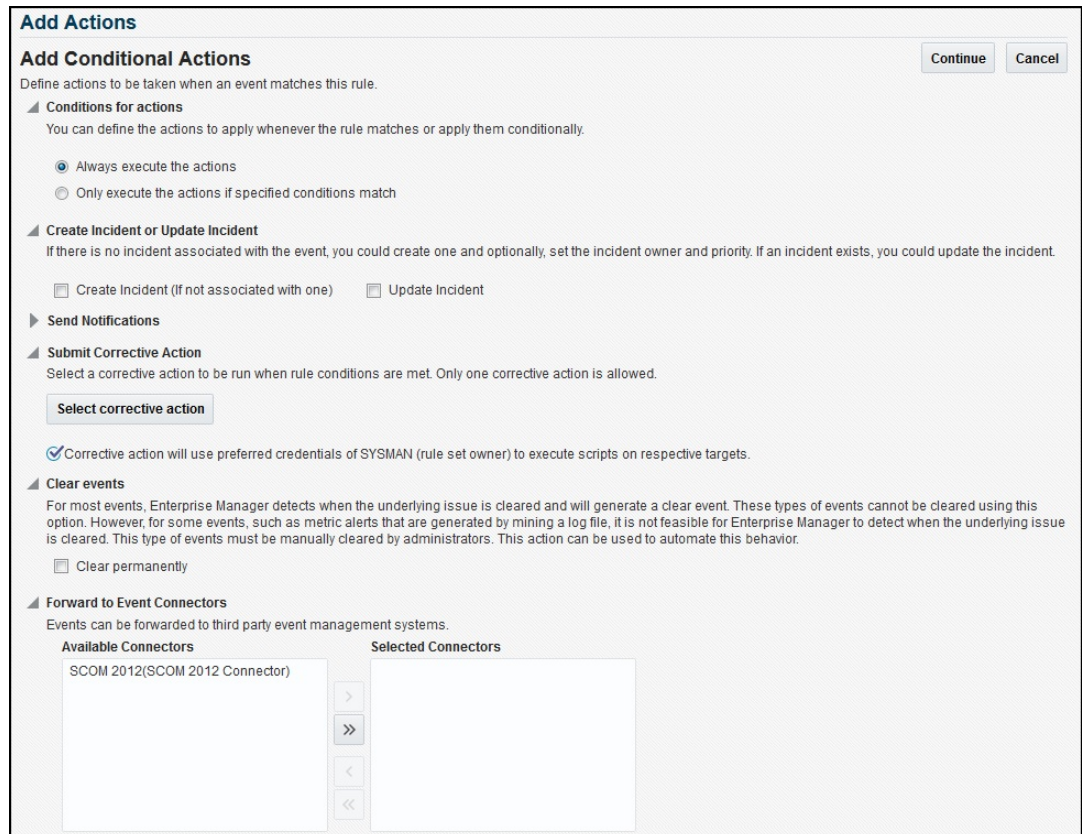 Add Actions
Add Conditional Actions
Continue
Cancel
Define actions to be taken when an event matches this rule.
Conditions for actions
You can define the actions to apply whenever the rule matches or apply them conditionally.
Always execute the actions
Only execute the actions if specified conditions match
Create Incident or Update Incident
If there is no incident associated with the event, you could create one and optionally, set the incident owner and priority. If an incident exists, you could update the incident.
Create Incident (If not associated with one)
Update Incident
Send Notifications
Submit Corrective Action
Select a corrective action to be run when rule conditions are met. Only one corrective action is allowed.
Select corrective action
Corrective action will use preferred credentials of SYSMAN (rule set owner) to execute scripts on respective targets.
Clear events
For most events, Enterprise Manager detects when the underlying issue is cleared and will generate a clear event. These types of events cannot be cleared using this
option. However, for some events, such as metric alerts that are generated by mining a log file, it is not feasible for Enterprise Manager to detect when the underlying issue
is cleared. This type of events must be manually cleared by administrators. This action can be used to automate this behavior.
Clear permanently
Forward to Event Connectors
Events can be forwarded to third party event management systems.
Available Connectors
Selected Connectors
SCOM 2012(SCOM 2012 Connector)